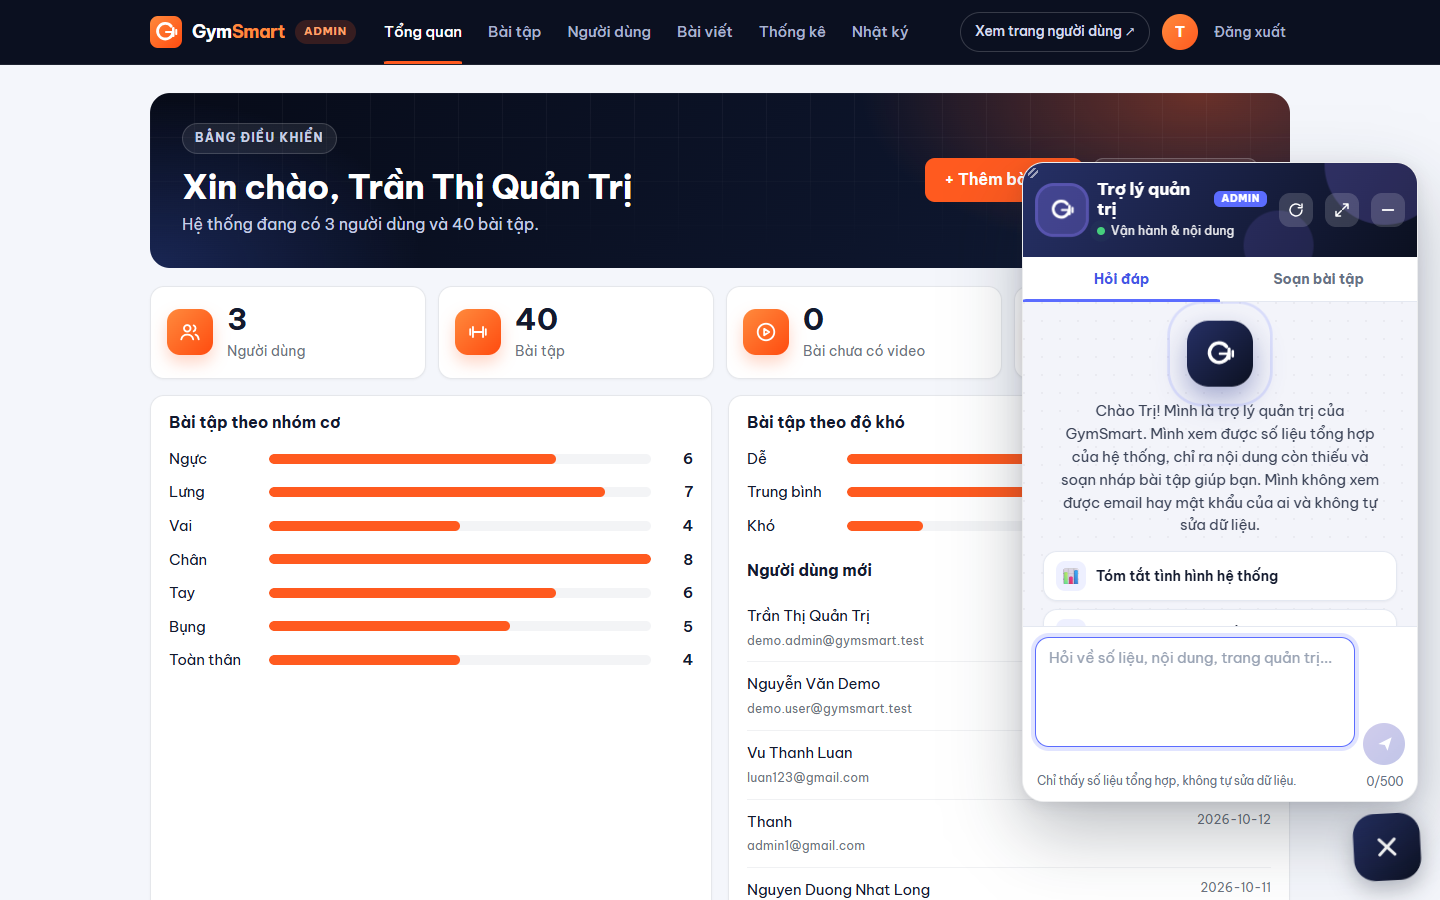 GymSmart ADMIN Tổng quan Bài tập Người dùng Bài viết Thống kê Nhật ký Xem trang người dùng ↗ T Đăng xuất
BẢNG ĐIỀU KHIỂN
Xin chào, Trần Thị Quản Trị
Hệ thống đang có 3 người dùng và 40 bài tập.
+ Thêm
3
Người dùng
40
Bài tập
0
Bài chưa có video
Bài tập theo nhóm cơ
Ngực 6
Lưng 7
Vai 4
Chân 8
Tay 6
Bụng 5
Toàn thân 4
Bài tập theo độ khó
Dễ
Trung bình
Khó
Người dùng mới
Trần Thị Quản Trị
demo.admin@gymsmart.test
Nguyễn Văn Demo
demo.user@gymsmart.test
Vu Thanh Luan
luan123@gmail.com
Thanh 2026-10-12
admin1@gmail.com
Nguyen Duong Nhat Long 2026-10-11
Trợ lý quản
trị
ADMIN
Vận hành & nội dung
Hỏi đáp Soạn bài tập
Chào Trị! Mình là trợ lý quản trị của
GymSmart. Mình xem được số liệu tổng hợp
của hệ thống, chỉ ra nội dung còn thiếu và
soạn nháp bài tập giúp bạn. Mình không xem
được email hay mật khẩu của ai và không tự
sửa dữ liệu.
Tóm tắt tình hình hệ thống
Hỏi về số liệu, nội dung, trang quản trị...
Chỉ thấy số liệu tổng hợp, không tự sửa dữ liệu. 0/500